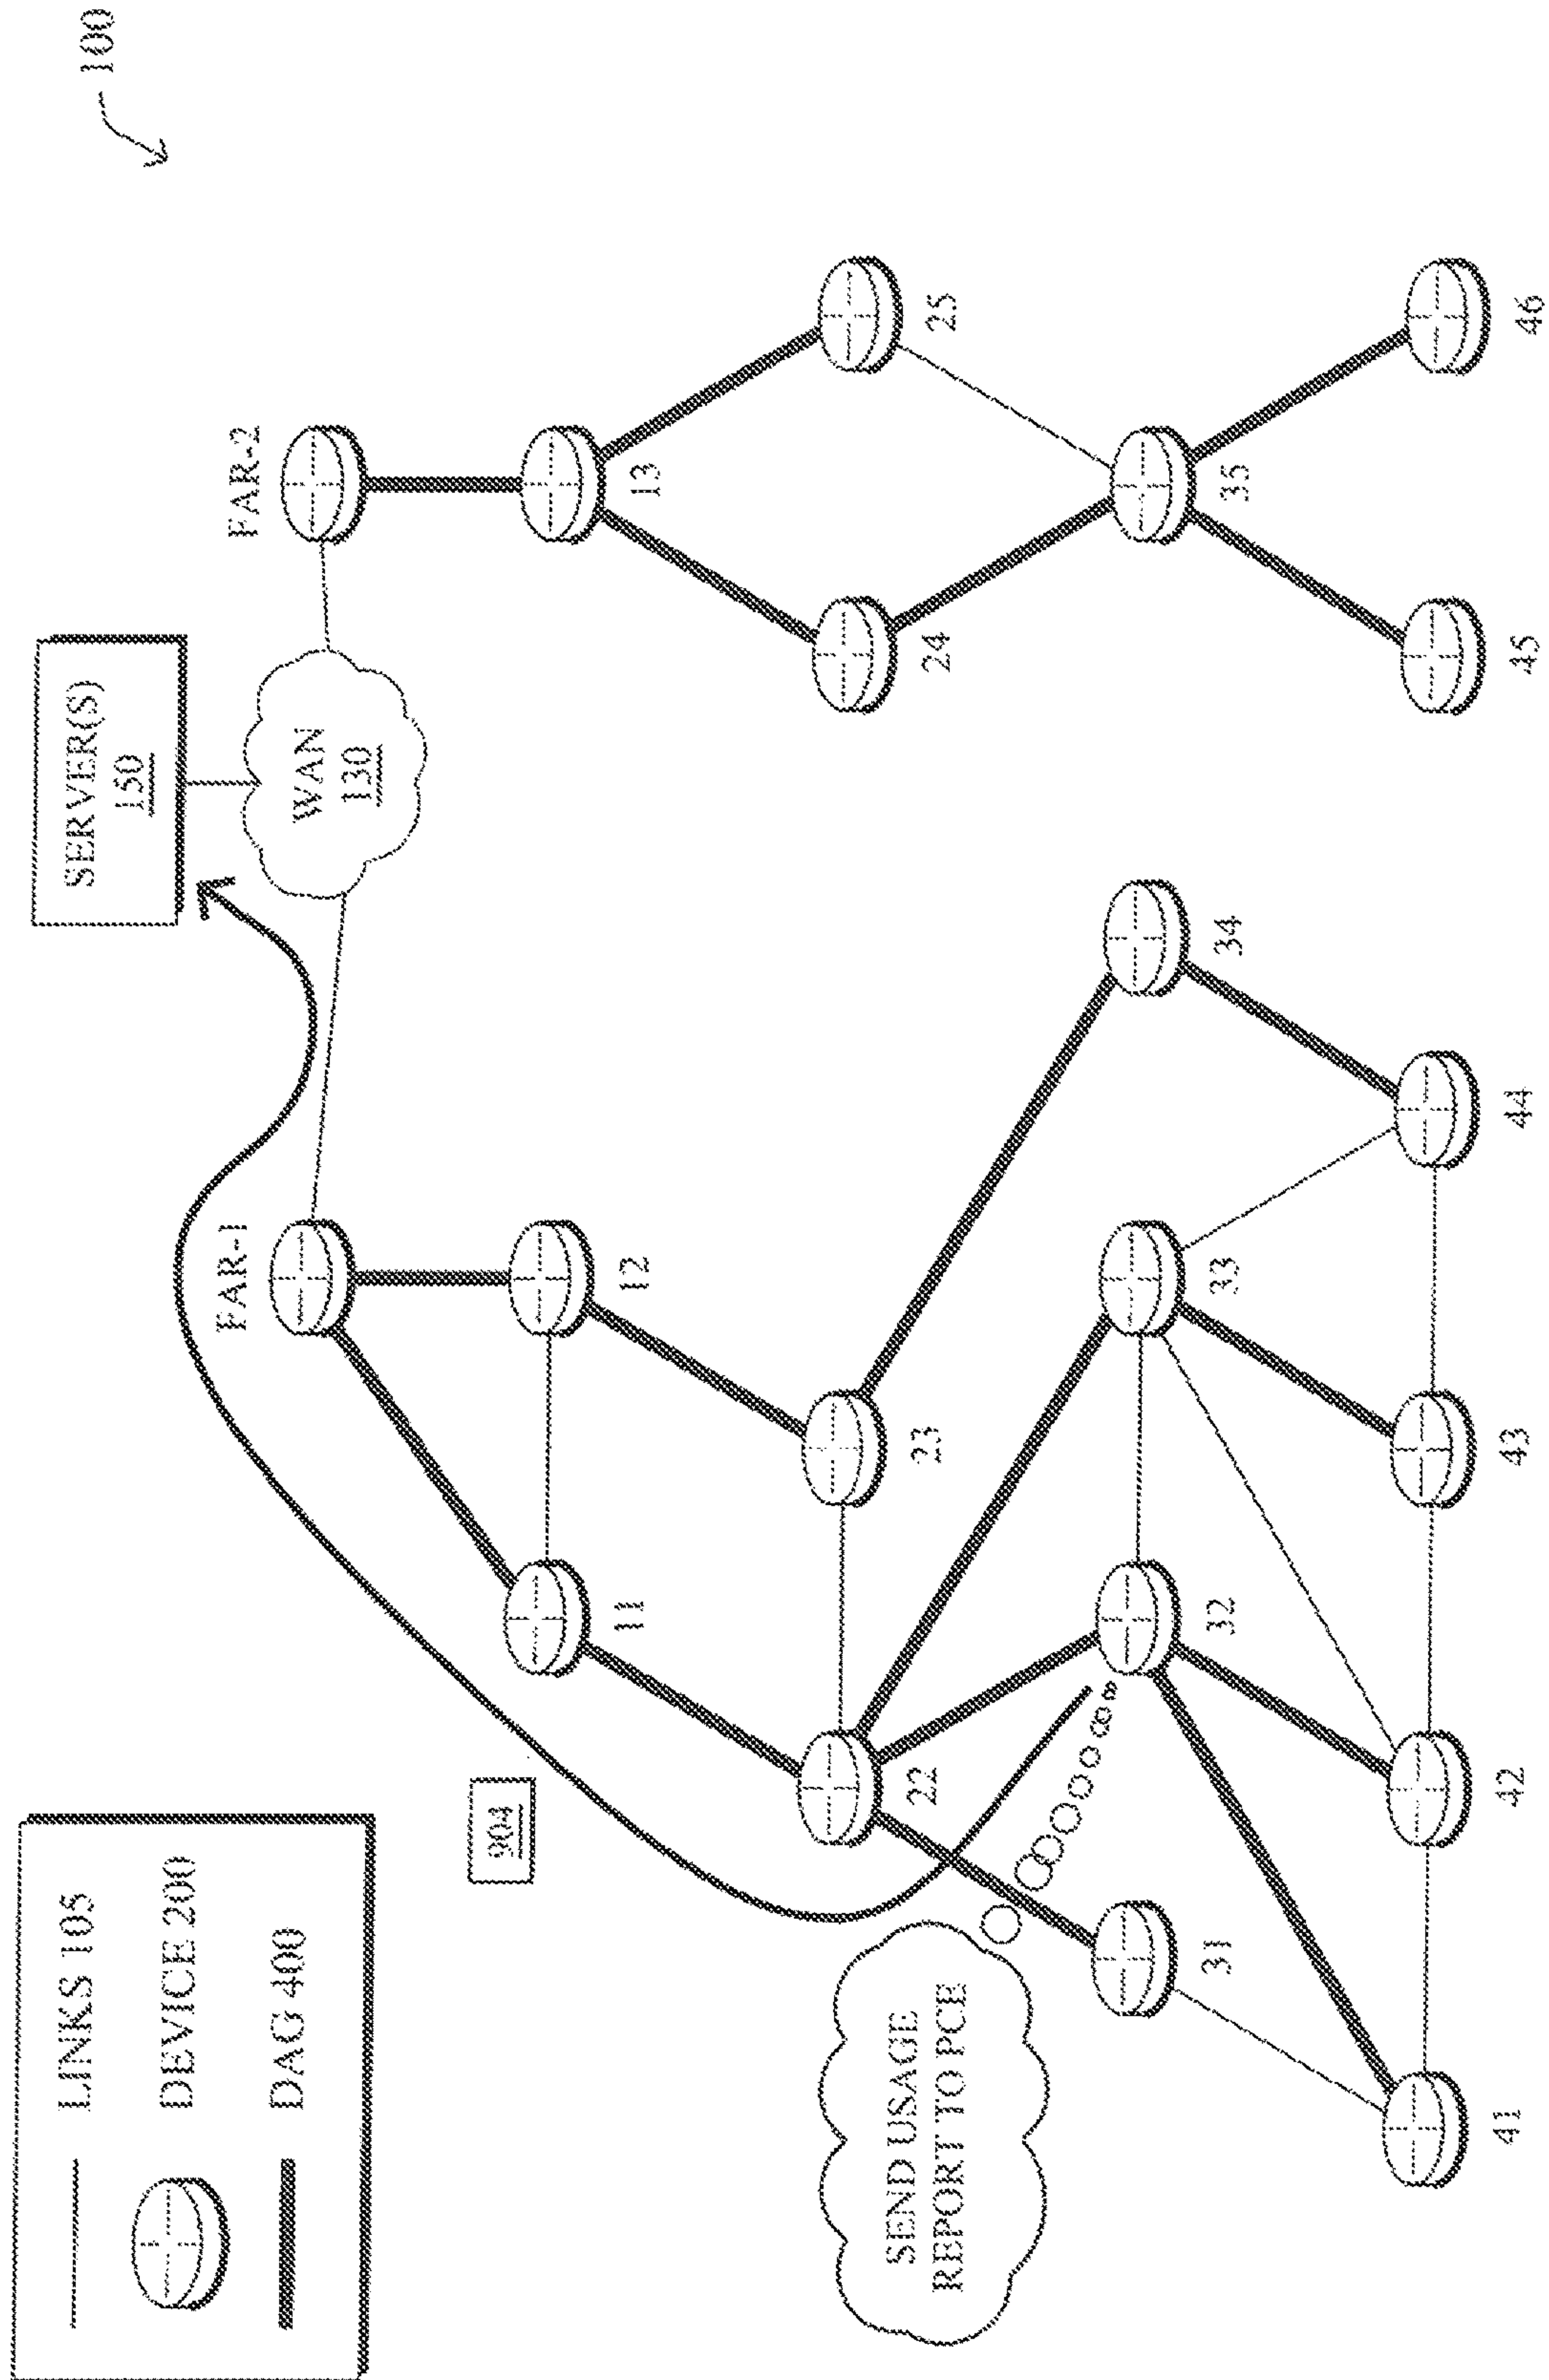 100
LINKS 105
DEVICE 200
DAG 400
SERVER(S)
150
WAN
130
FAR-1
FAR-2
904
11
12
13
22
23
24
25
SEND USAGE
REPORT TO PCE
31
32
33
34
35
41
42
43
44
45
46